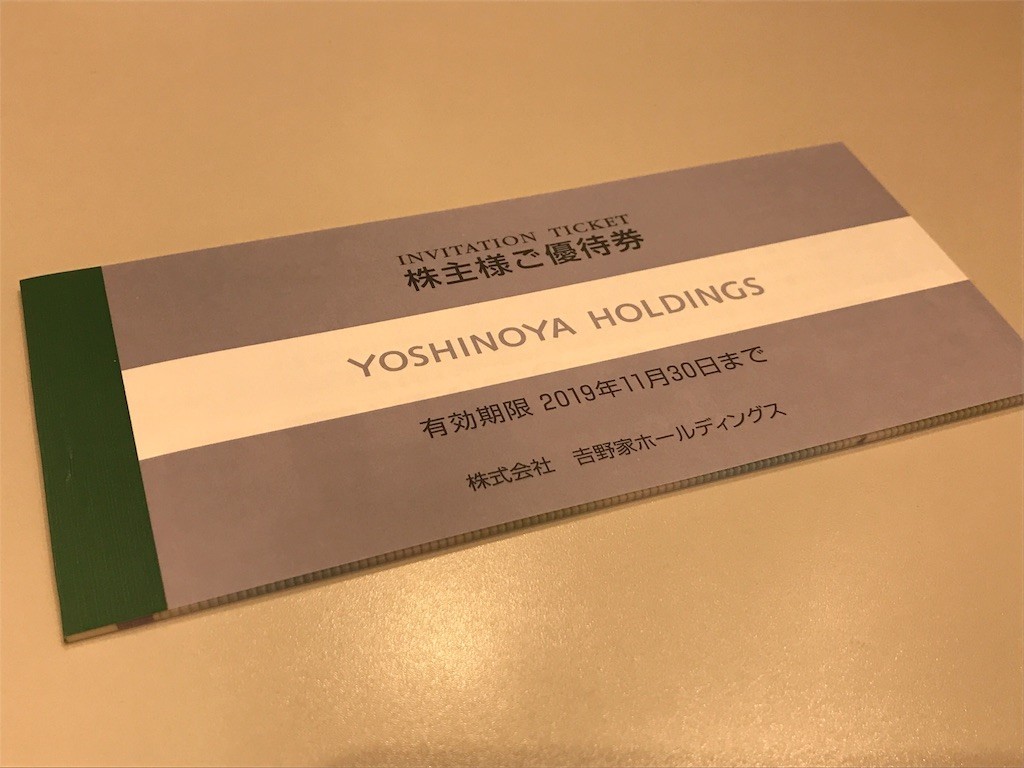 INVITATION TICKET
株主様ご優待券
YOSHINOYA HOLDINGS
有効期限 2019年11月30日まで
株式会社 吉野家ホールディングス